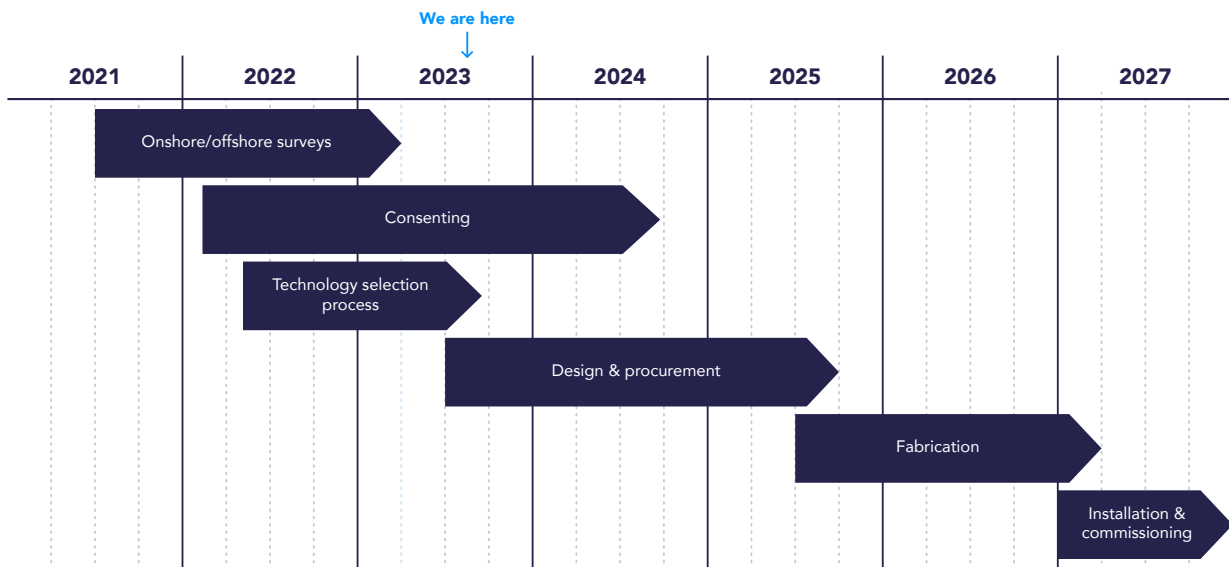 We are here
2021
2022
2023
2024
2025
2026
2027
Onshore/offshore surveys
Consenting
Technology selection
process
Design & procurement
Fabrication
Installation &
commissioning